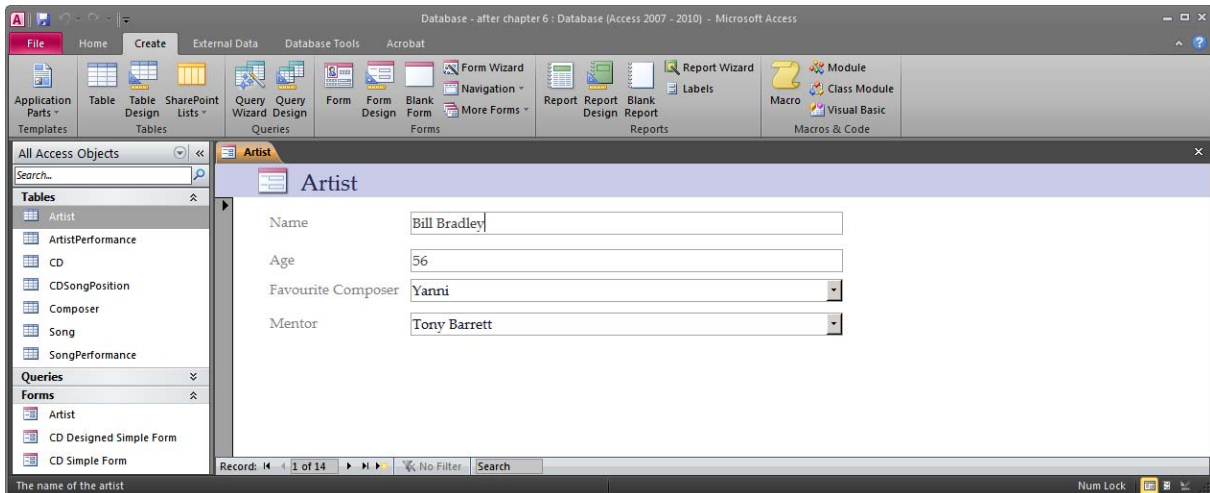 Database - after chapter 6 : Database (Access 2007 - 2010) - Microsoft Access
File Home Create External Data Database Tools Acrobat
Application Parts
Table
Table Design
SharePoint Lists
Query Wizard
Query Design
Form
Form Design
Blank Form
Form Wizard
Navigation
More Forms
Report
Report Design
Blank Report
Report Wizard
Labels
Macro
Module
Class Module
Visual Basic
Templates Tables Queries Forms Reports Macros & Code
All Access Objects
Search...
Tables
Artist
ArtistPerformance
CD
CDSongPosition
Composer
Song
SongPerformance
Queries
Forms
Artist
CD Designed Simple Form
CD Simple Form
Artist
Artist
Name Bill Bradley
Age 56
Favourite Composer Yanni
Mentor Tony Barrett
Record: 1 of 14 No Filter Search
The name of the artist Num Lock